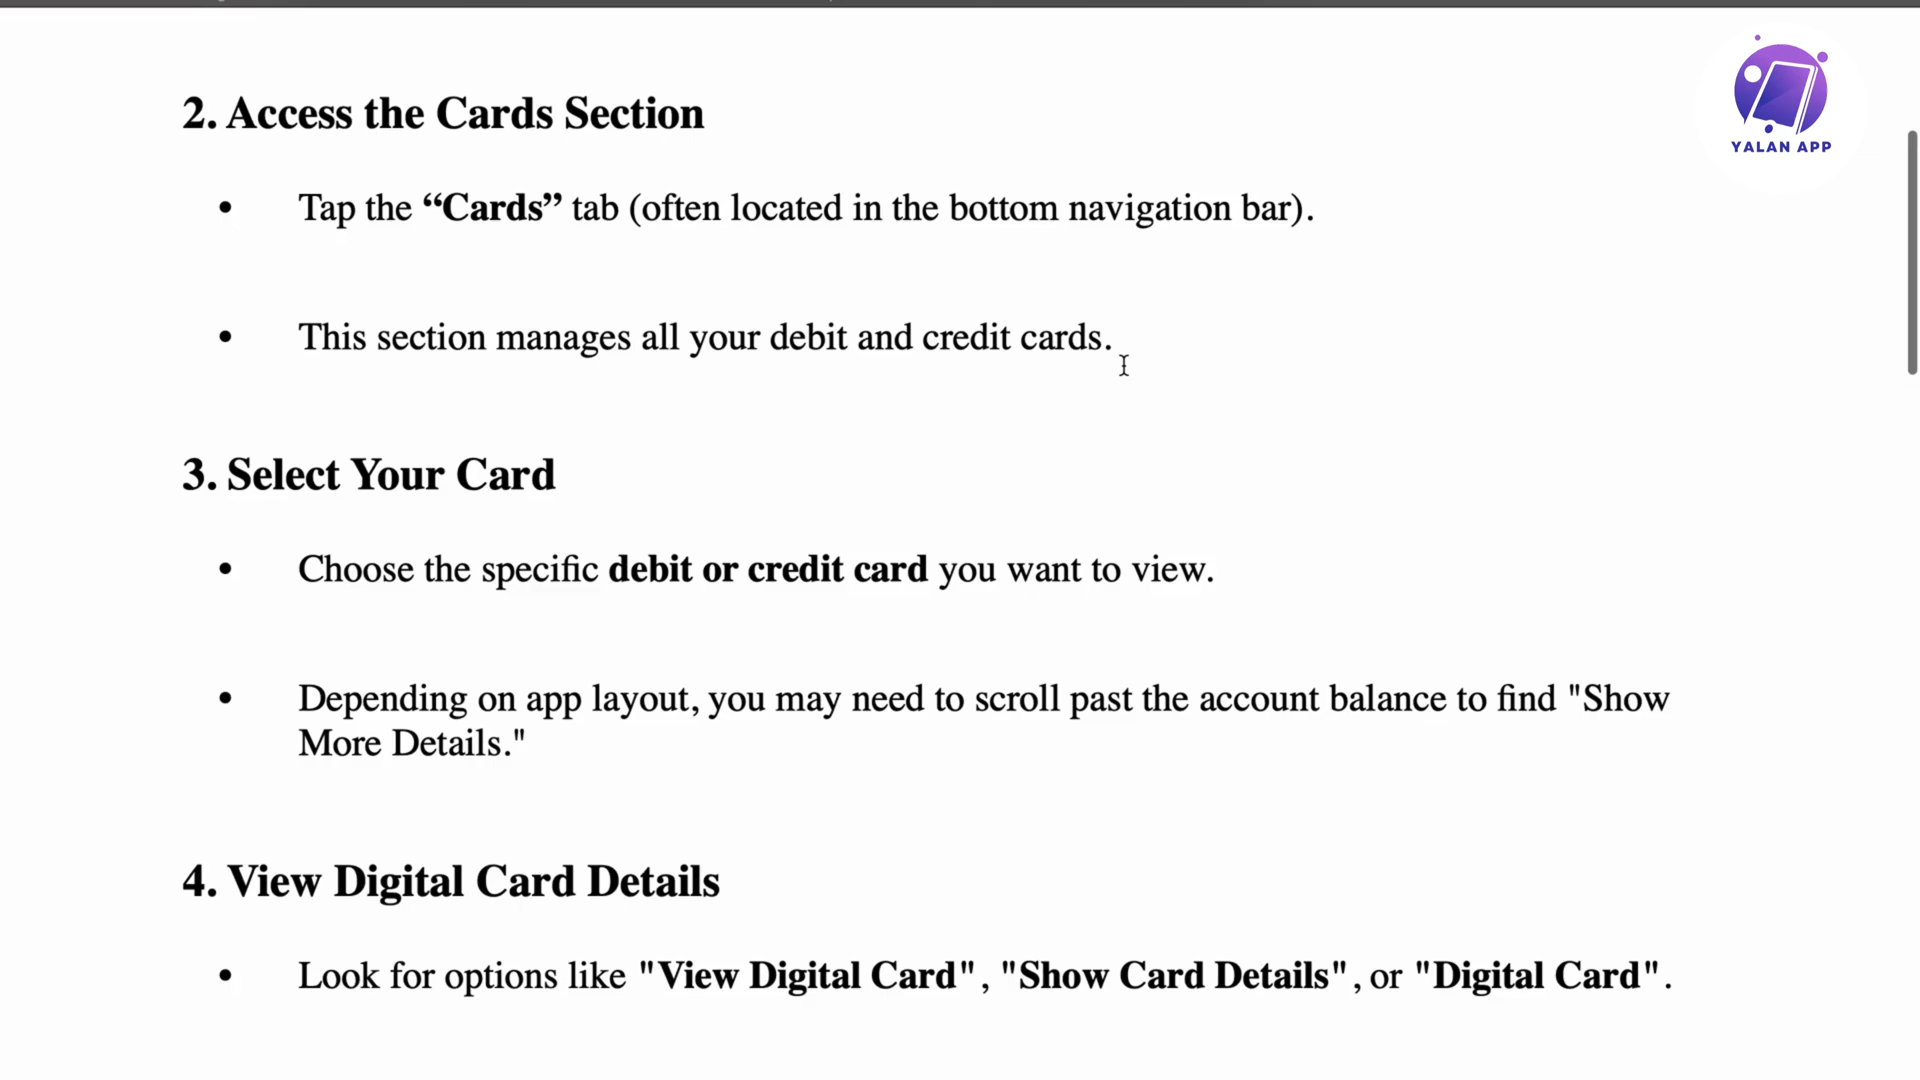 YALAN APP
2. Access the Cards Section
• Tap the “Cards” tab (often located in the bottom navigation bar).
• This section manages all your debit and credit cards.
3. Select Your Card
• Choose the specific debit or credit card you want to view.
• Depending on app layout, you may need to scroll past the account balance to find "Show
More Details."
4. View Digital Card Details
• Look for options like "View Digital Card", "Show Card Details", or "Digital Card".